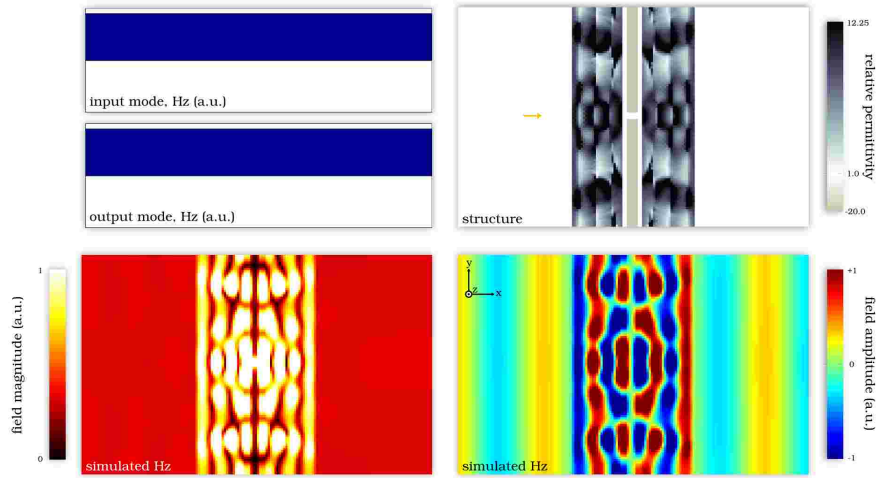 input mode, Hz (a.u.)
output mode, Hz (a.u.)
structure
12.25
1.0
-20.0
relative permittivity
field magnitude (a.u.)
1
0
simulated Hz
y
z
x
simulated Hz
+1
0
-1
field amplitude (a.u.)